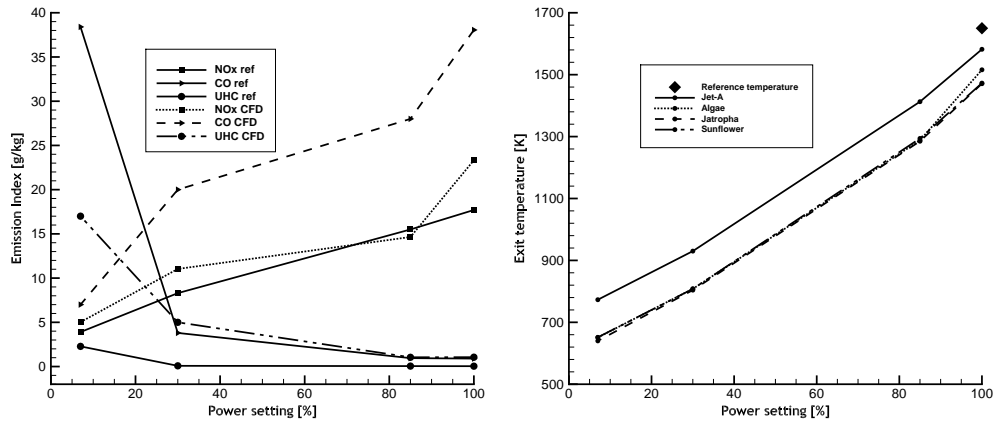 40
35
30
25
20
15
10
5
0
Emission Index [g/kg]
NOx ref
CO ref
UHC ref
NOx CFD
CO CFD
UHC CFD
0 20 40 60 80 100
Power setting [%]
1700
1500
1300
1100
900
700
500
Exit temperature [K]
Reference temperature
Jet-A
Algae
Jatropha
Sunflower
0 20 40 60 80 100
Power setting [%]